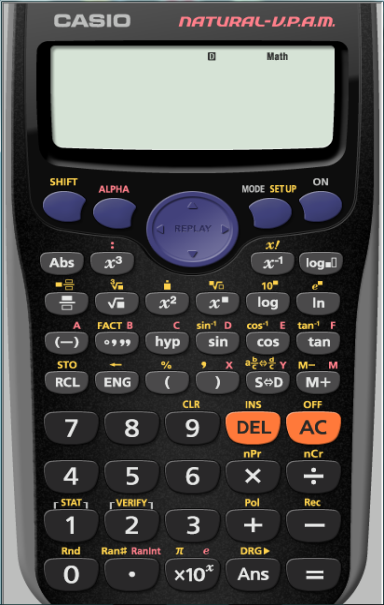 CASIO NATURAL-V.P.A.M.
D Math
SHIFT ALPHA MODE SETUP ON
REPLAY
: x!
Abs x³ x⁻¹ log■□
■÷□ ³√■ ■ ■√□ 10■ e■
√■ x² x■ log ln
A FACT B C sin⁻¹ D cos⁻¹ E tan⁻¹ F
(−) °,,, hyp sin cos tan
STO ← % , X a b/c⇔d/c Y M− M
RCL ENG ( ) S⇔D M+
CLR INS OFF
7 8 9 DEL AC
nPr nCr
4 5 6 × ÷
STAT VERIFY Pol Rec
1 2 3 + −
Rnd Ran# RanInt π e DRG▶
0 • ×10ˣ Ans =